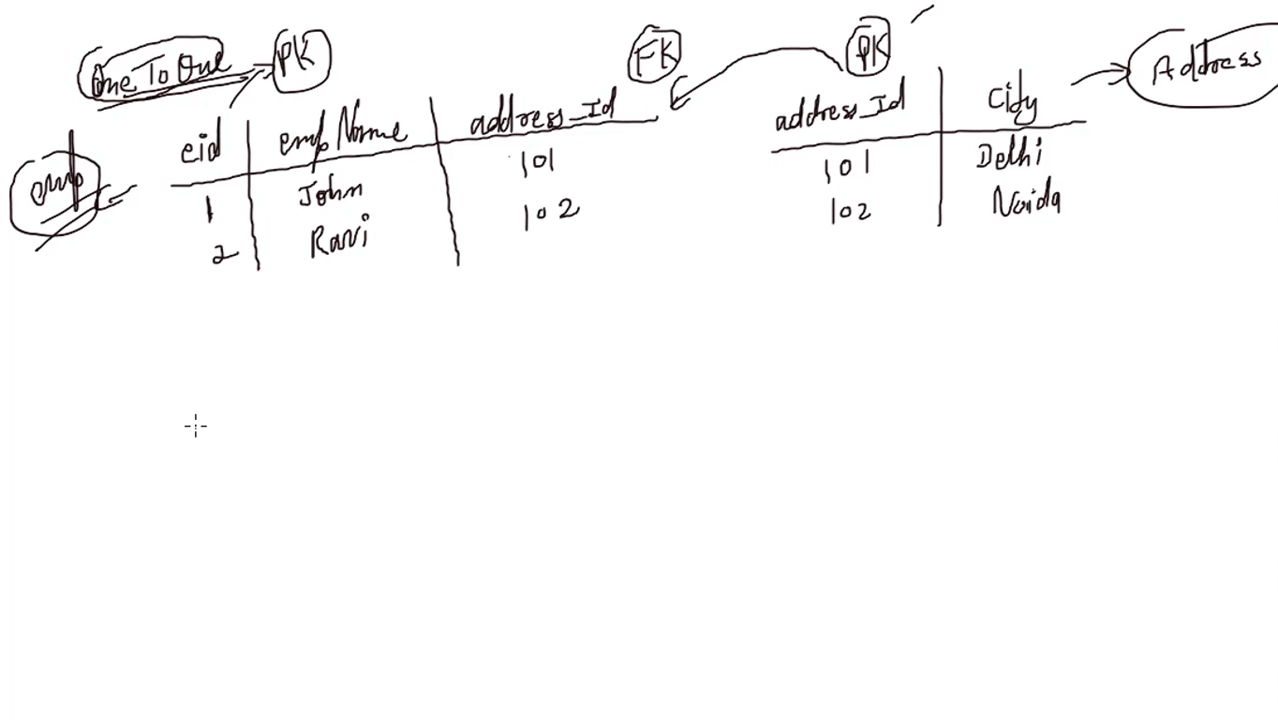 One To One PK FK PK Address
eid empName address_Id address_Id City
emp 1 John 101 101 Delhi
2 Ravi 102 102 Noida